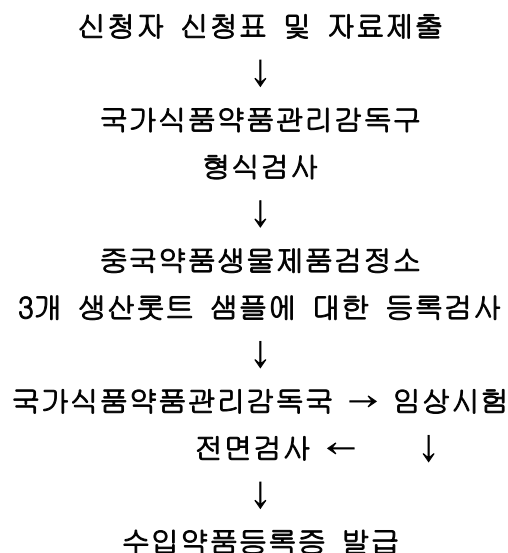 신청자 신청표 및 자료제출
↓
국가식품약품관리감독구
형식검사
↓
중국약품생물제품검정소
3개 생산롯트 샘플에 대한 등록검사
↓
국가식품약품관리감독국 → 임상시험
전면검사 ← ↓
↓
수입약품등록증 발급